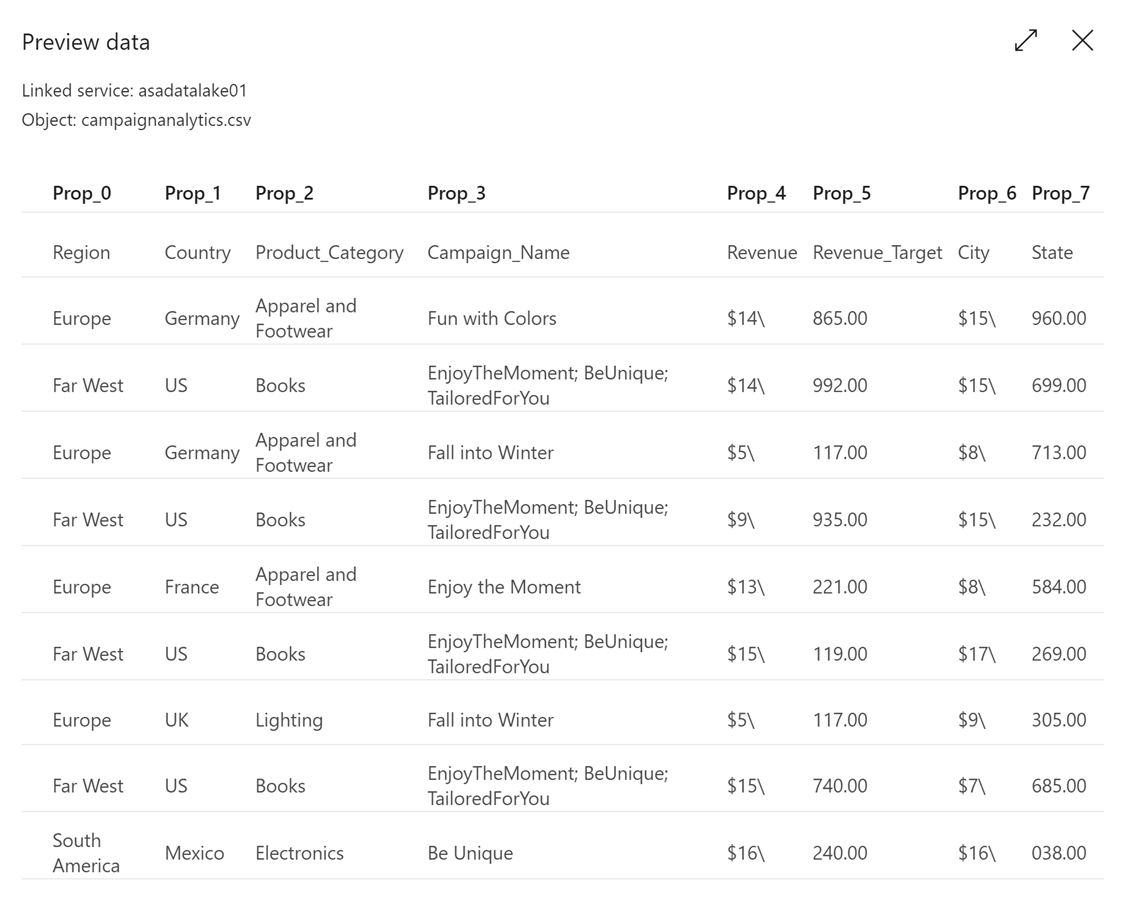 Preview data
Linked service: asadatalake01
Object: campaignanalytics.csv
Prop_0 Prop_1 Prop_2 Prop_3 Prop_4 Prop_5 Prop_6 Prop_7
Region Country Product_Category Campaign_Name Revenue Revenue_Target City State
Europe Germany Apparel and Footwear Fun with Colors $14\ 865.00 $15\ 960.00
Far West US Books EnjoyTheMoment; BeUnique; TailoredForYou $14\ 992.00 $15\ 699.00
Europe Germany Apparel and Footwear Fall into Winter $5\ 117.00 $8\ 713.00
Far West US Books EnjoyTheMoment; BeUnique; TailoredForYou $9\ 935.00 $15\ 232.00
Europe France Apparel and Footwear Enjoy the Moment $13\ 221.00 $8\ 584.00
Far West US Books EnjoyTheMoment; BeUnique; TailoredForYou $15\ 119.00 $17\ 269.00
Europe UK Lighting Fall into Winter $5\ 117.00 $9\ 305.00
Far West US Books EnjoyTheMoment; BeUnique; TailoredForYou $15\ 740.00 $7\ 685.00
South America Mexico Electronics Be Unique $16\ 240.00 $16\ 038.00